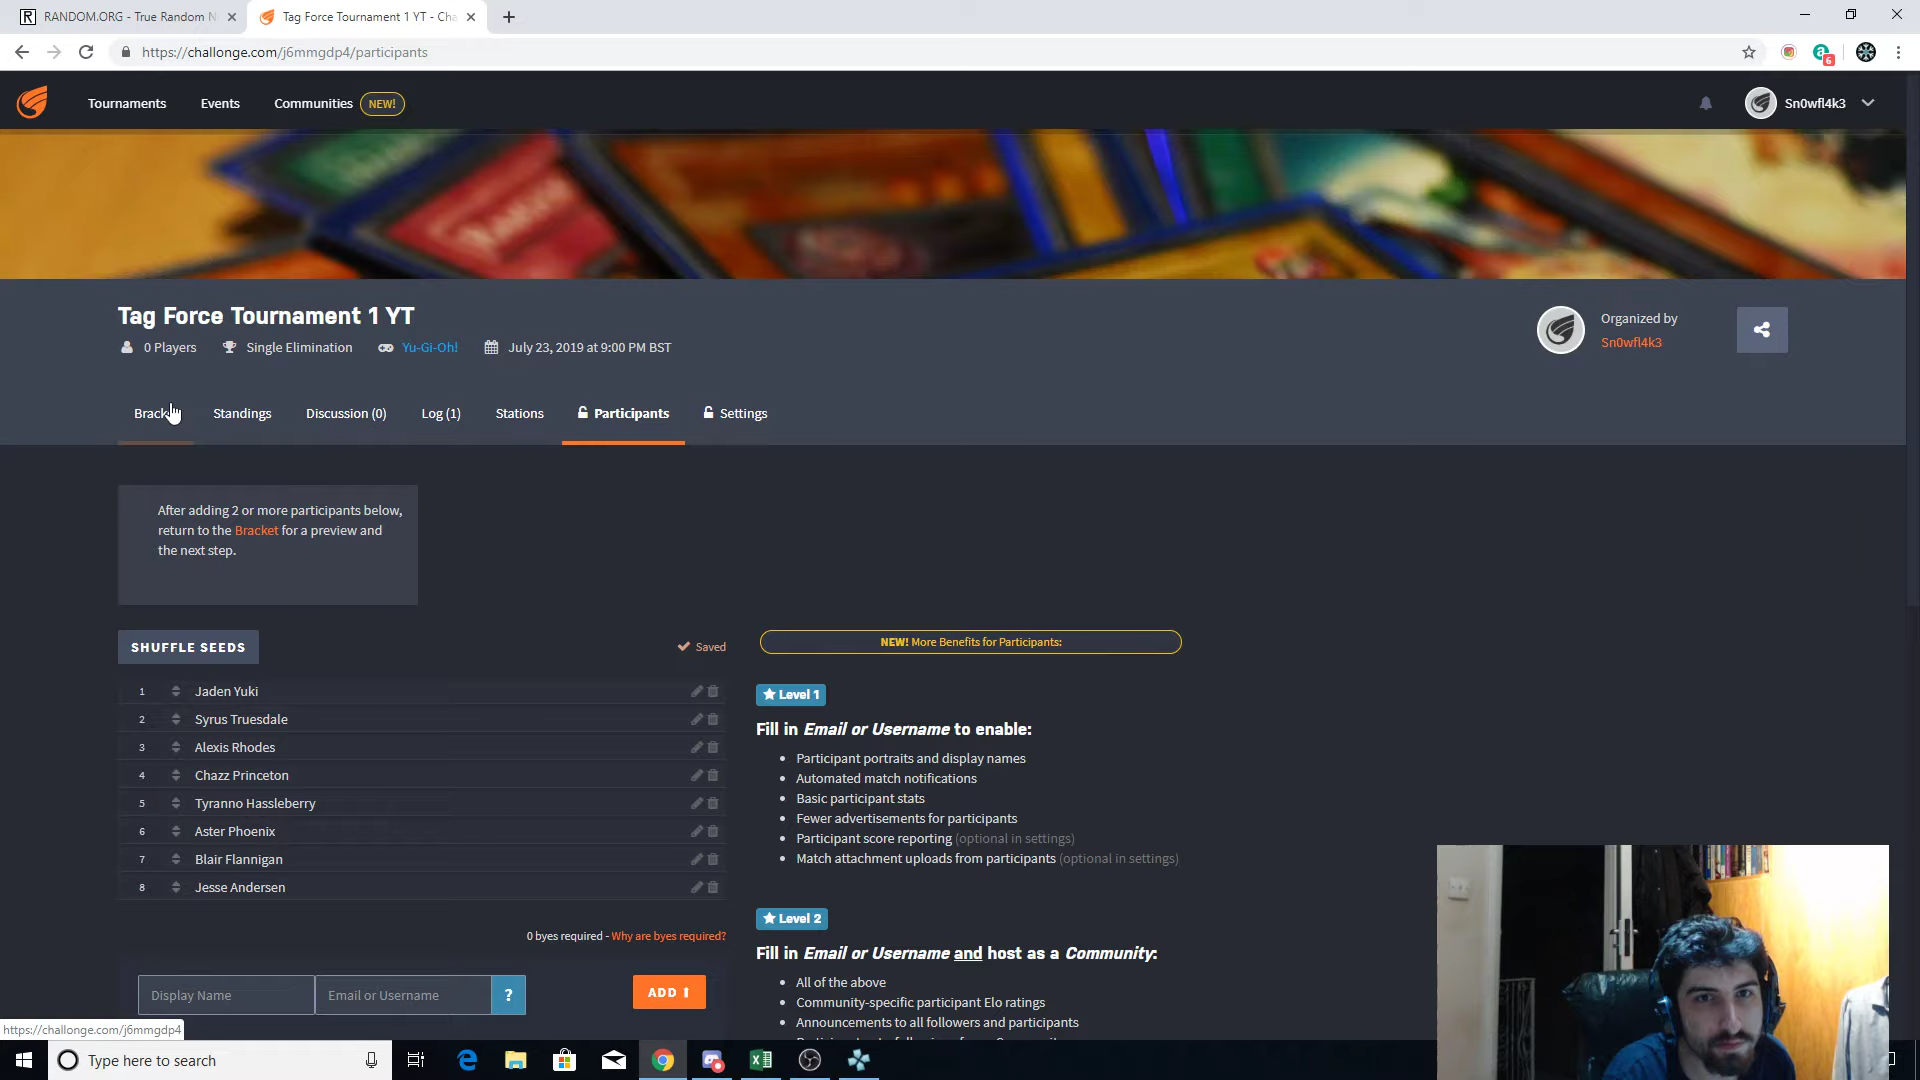 RANDOM.ORG - True Random N
Tag Force Tournament 1 YT - Cha
https://challonge.com/j6mmgdp4/participants
6
Tournaments
Events
Communities
NEW!
Sn0wfl4k3
Tag Force Tournament 1 YT
0 Players
Single Elimination
Yu-Gi-Oh!
July 23, 2019 at 9:00 PM BST
Organized by
Sn0wfl4k3
Standings
Discussion (0)
Log (1)
Stations
Participants
Settings
After adding 2 or more participants below,
return to the Bracket for a preview and
the next step.
SHUFFLE SEEDS
Saved
1 Jaden Yuki
2 Syrus Truesdale
3 Alexis Rhodes
4 Chazz Princeton
5 Tyranno Hassleberry
6 Aster Phoenix
7 Blair Flannigan
8 Jesse Andersen
0 byes required - Why are byes required?
Display Name
Email or Username
?
ADD
NEW! More Benefits for Participants:
Level 1
Fill in Email or Username to enable:
Participant portraits and display names
Automated match notifications
Basic participant stats
Fewer advertisements for participants
Participant score reporting (optional in settings)
Match attachment uploads from participants (optional in settings)
Level 2
Fill in Email or Username and host as a Community:
All of the above
Community-specific participant Elo ratings
Announcements to all followers and participants
https://challonge.com/j6mmgdp4
Type here to search